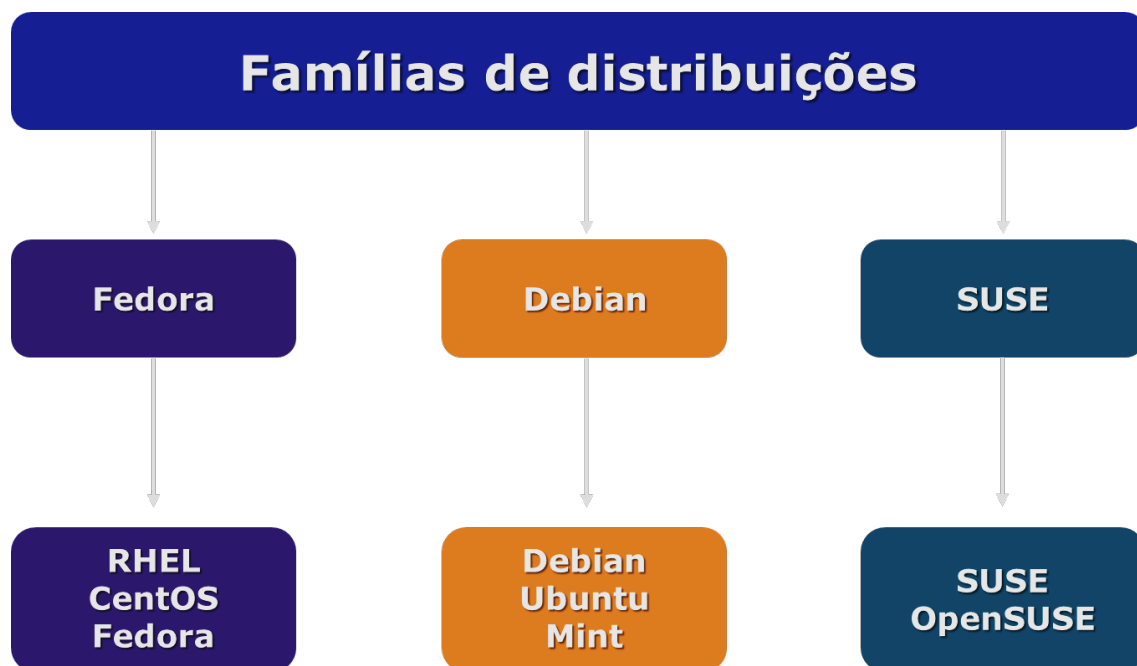 Famílias de distribuições
Fedora
Debian
SUSE
RHEL
CentOS
Fedora
Debian
Ubuntu
Mint
SUSE
OpenSUSE